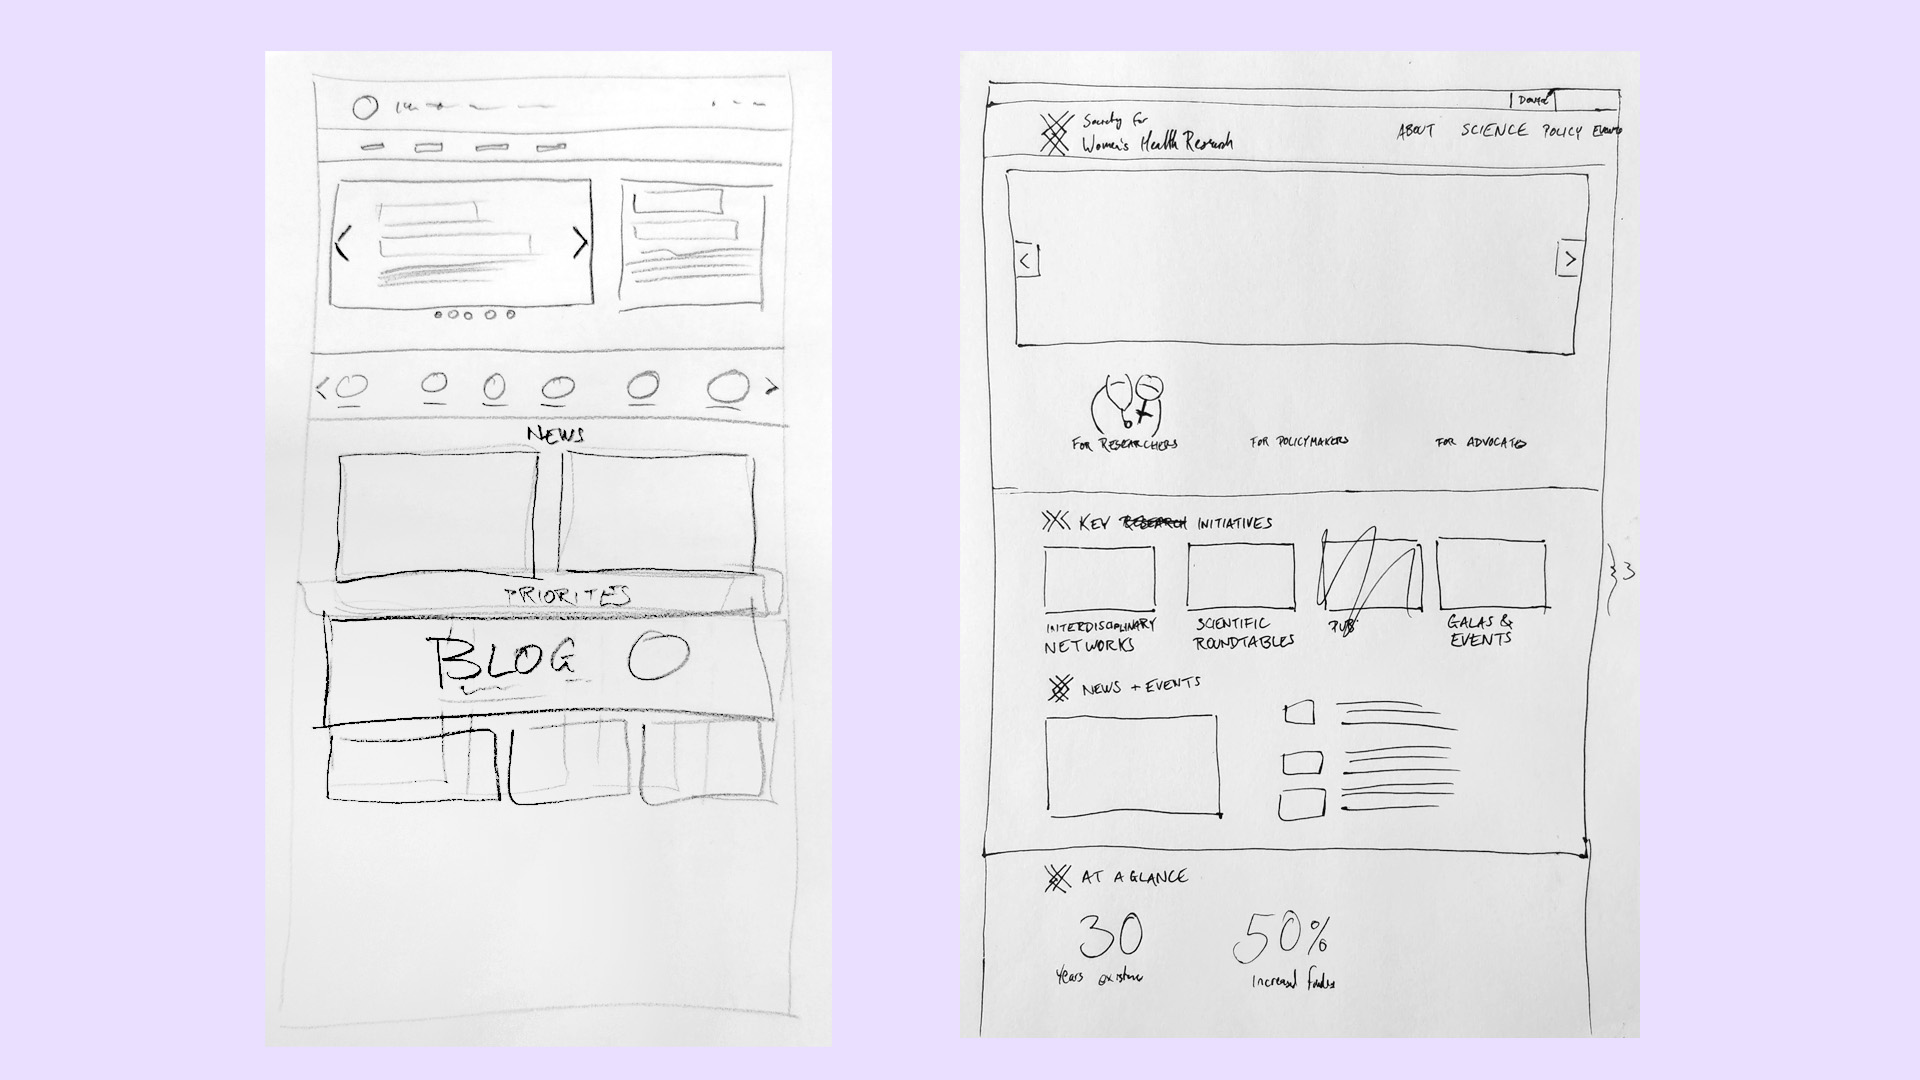 NEWS
PRIORITES
BLOG
Donate
Society for
Women's Health Research
ABOUT SCIENCE POLICY Events
FOR RESEARCHERS FOR POLICYMAKERS FOR ADVOCATES
KEY RESEARCH INITIATIVES
3
INTERDISCIPLINARY
NETWORKS
SCIENTIFIC
ROUNDTABLES
PUB
GALAS &
EVENTS
NEWS + EVENTS
AT A GLANCE
30 50%
Years existence Increased